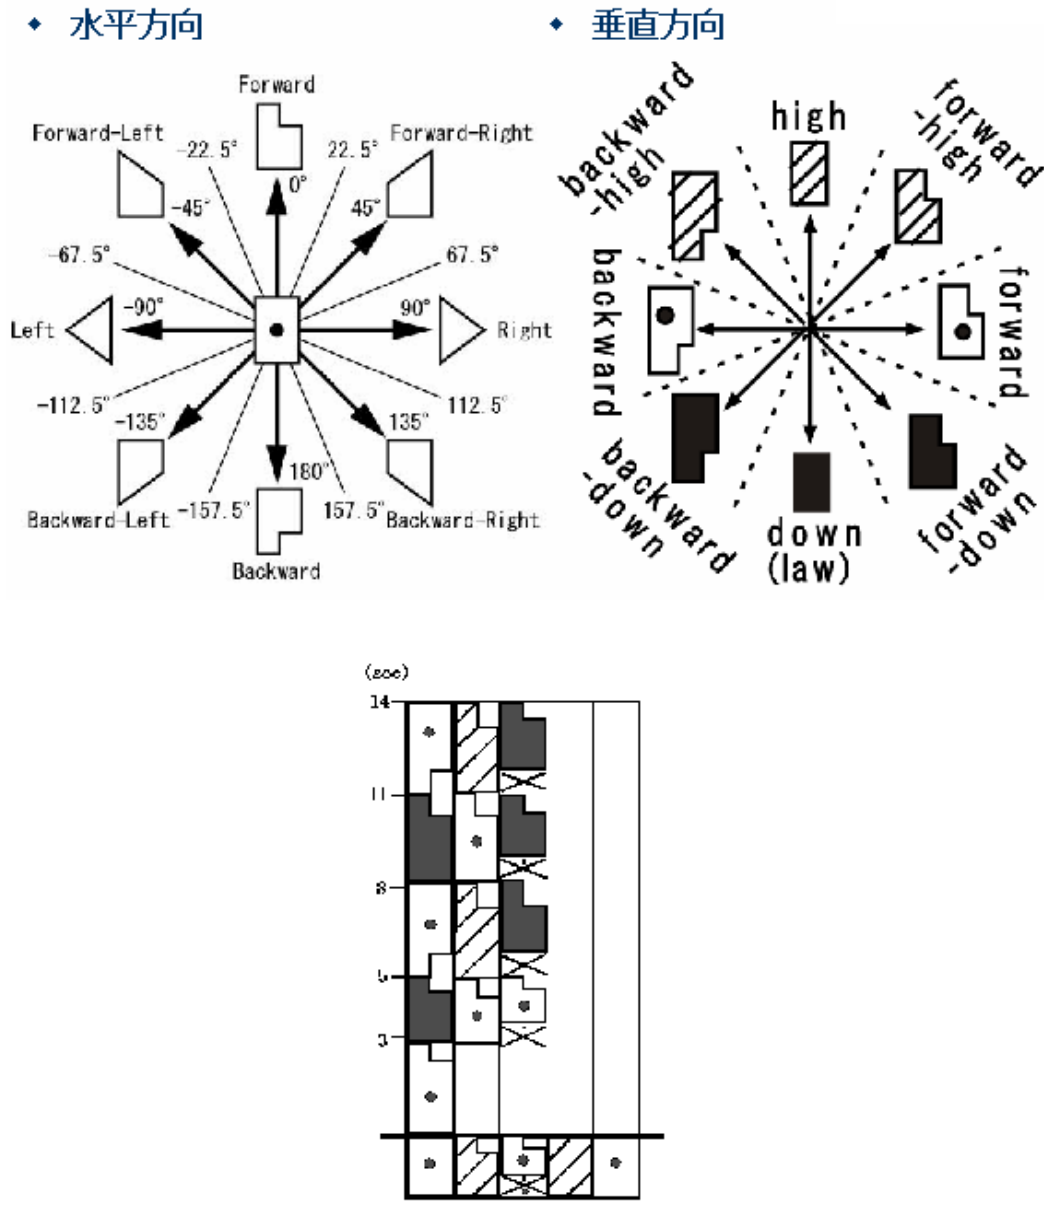 水平方向
垂直方向
Forward
Forward-Left
Forward-Right
-22.5°
22.5°
0°
-45°
45°
-67.5°
67.5°
-90°
90°
Left
Right
-112.5°
112.5°
-135°
135°
180°
Backward-Left
-157.5°
157.5°
Backward-Right
Backward
high
backward
-high
forward
-high
backward
forward
backward
-down
down
(law)
forward
-down
(sec)
14
11
8
5
3